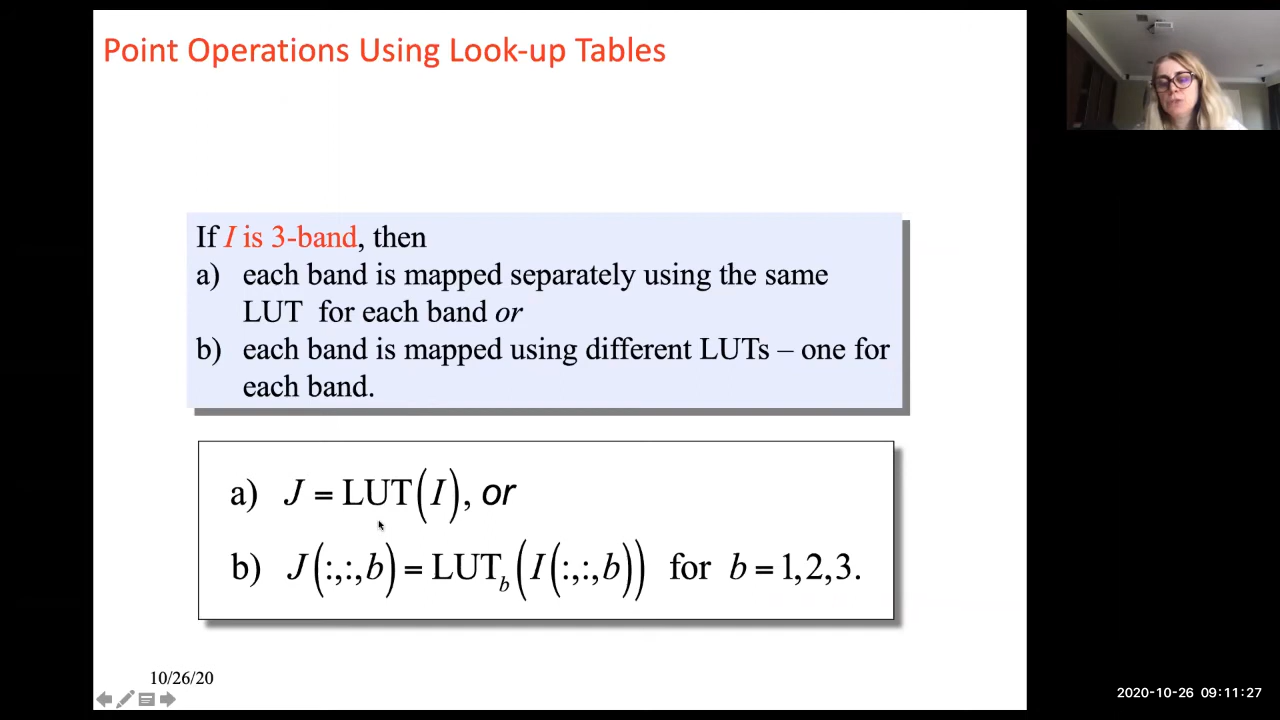 Point Operations Using Look-up Tables
If I is 3-band, then
a) each band is mapped separately using the same
LUT for each band or
b) each band is mapped using different LUTs – one for
each band.
a) J = LUT(I), or
b) J(:,:,b) = LUT_b(I(:,:,b)) for b = 1,2,3.
10/26/20
2020-10-26 09:11:27